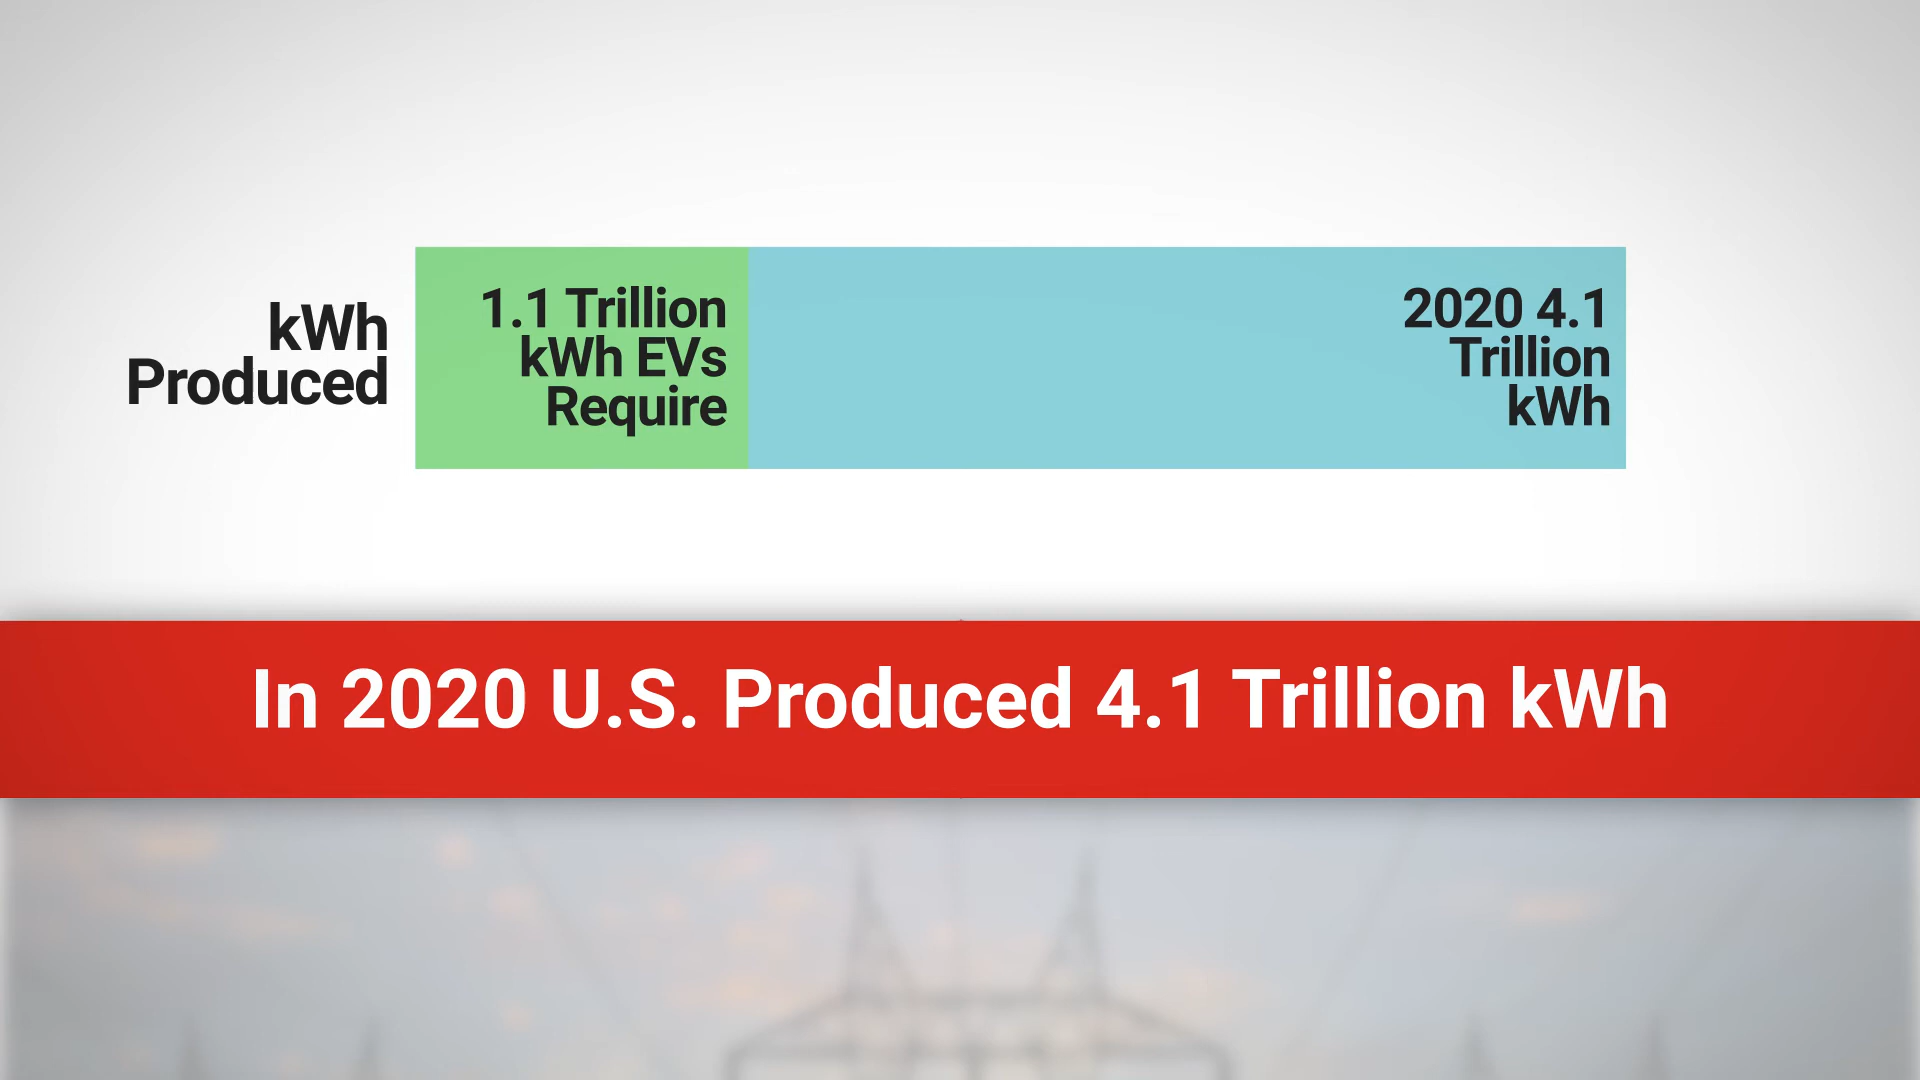 kWh
Produced
1.1 Trillion
kWh EVs
Require
2020 4.1
Trillion
kWh
In 2020 U.S. Produced 4.1 Trillion kWh